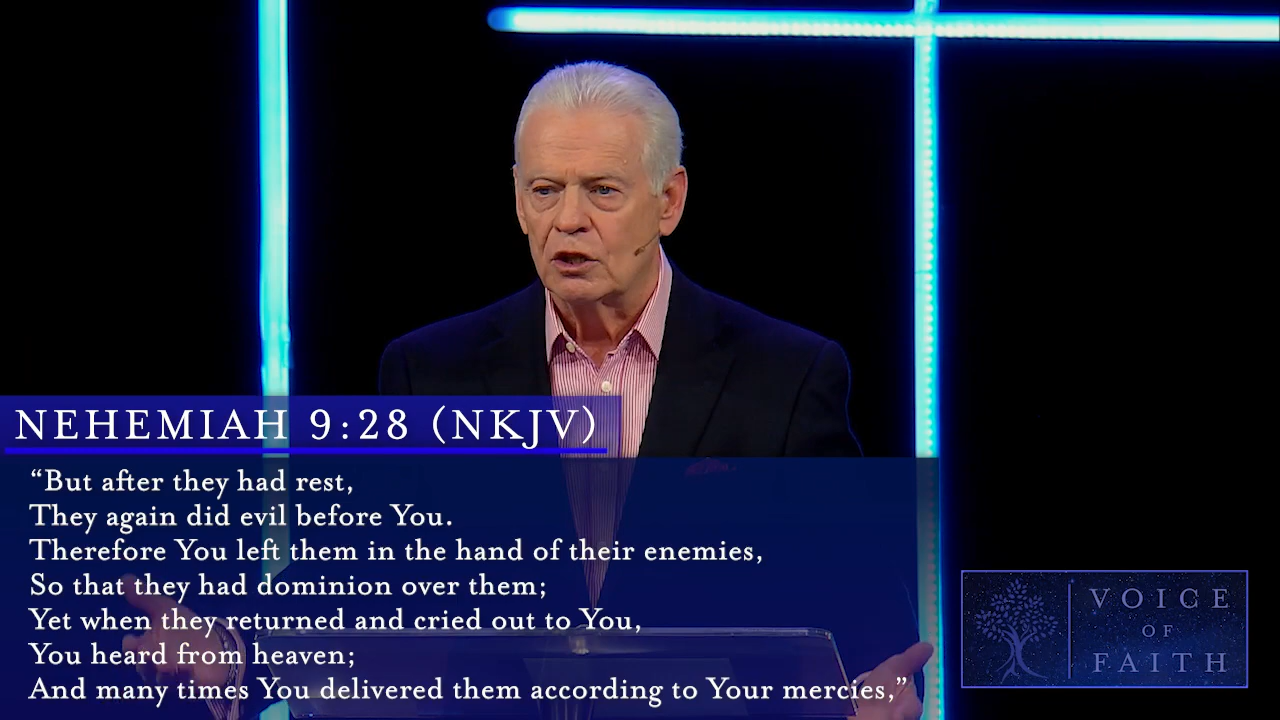 NEHEMIAH 9:28 (NKJV)
“But after they had rest,
They again did evil before You.
Therefore You left them in the hand of their enemies,
So that they had dominion over them;
Yet when they returned and cried out to You,
You heard from heaven;
And many times You delivered them according to Your mercies,”
VOICE
OF
FAITH